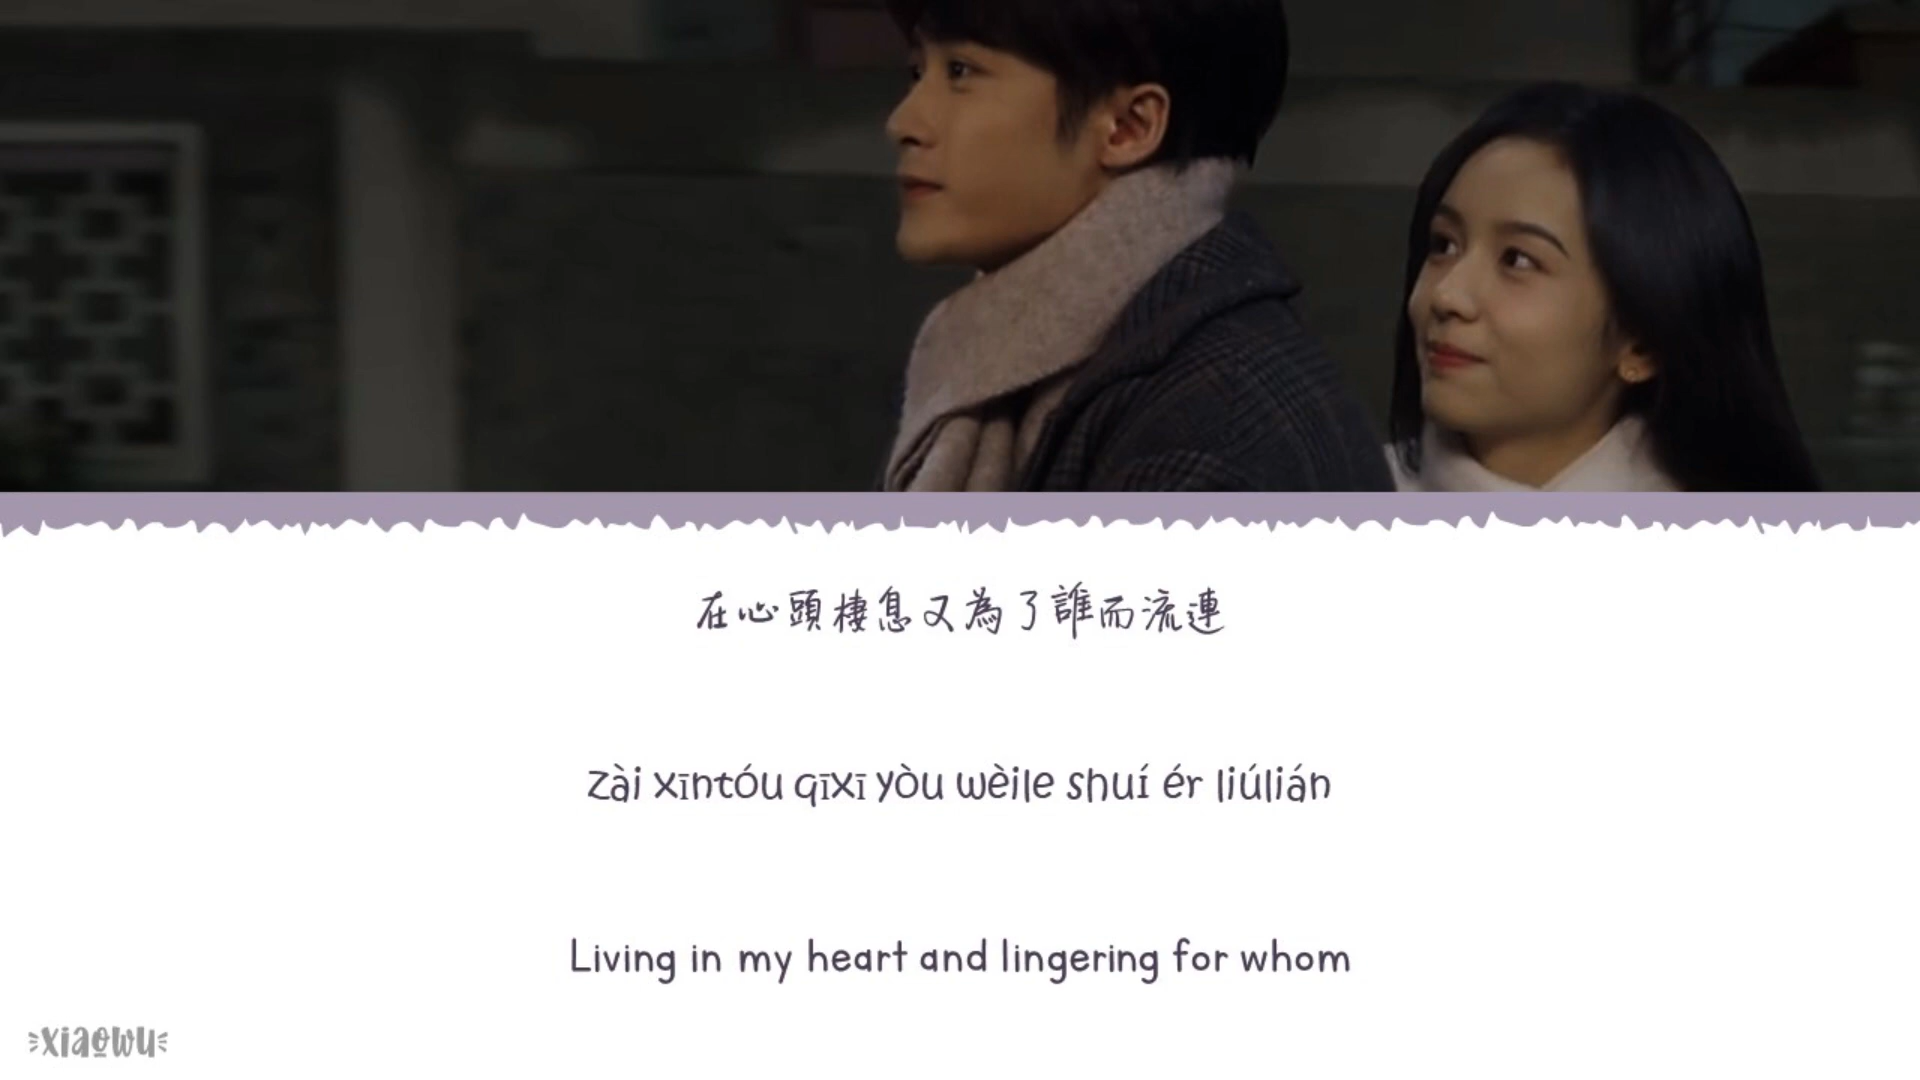 在心頭棲息又為了誰而流連
zài xīntóu qīxī yòu wèile shuí ér liúlián
Living in my heart and lingering for whom
xiaowu